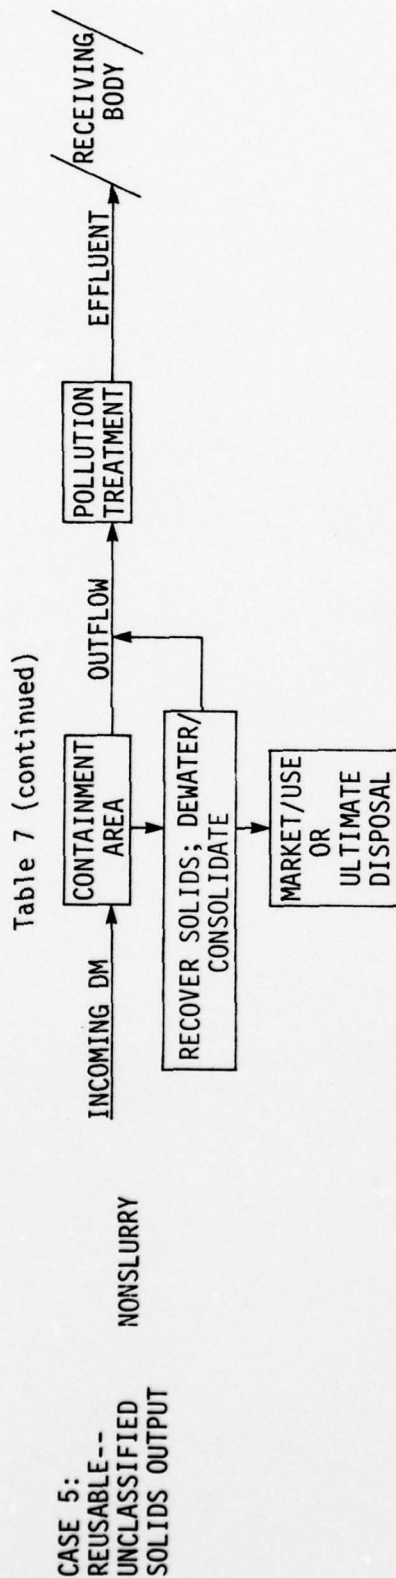 Table 7 (continued)
CASE 5:
REUSABLE--
UNCLASSIFIED
SOLIDS OUTPUT
NONSLURRY
INCOMING DM
CONTAINMENT
AREA
OUTFLOW
POLLUTION
TREATMENT
EFFLUENT
RECEIVING
BODY
RECOVER SOLIDS; DEWATER/
CONSOLIDATE
MARKET/USE
OR
ULTIMATE
DISPOSAL